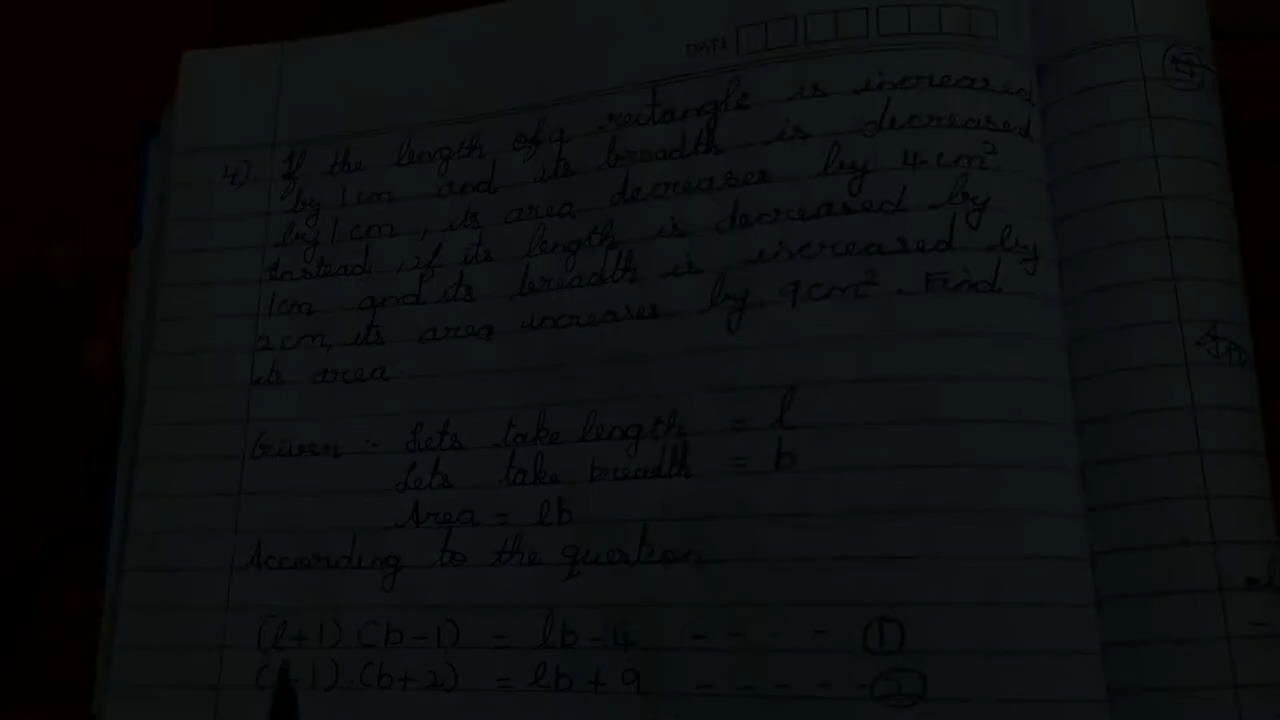 DATE
4). If the length of a rectangle is increased
by 1cm and its breadth is decreased
by 1cm, its area decreases by 4cm²
Instead, if its length is decreased by
1cm and its breadth is increased by
2cm, its area increases by 9cm². Find
its area.
Given :- Lets take length = l
Lets take breadth = b
Area = lb
According to the question
(l+1) (b-1) = lb-4 - - - - ①
( -1).(b+2) = lb+9 - - - - - ②